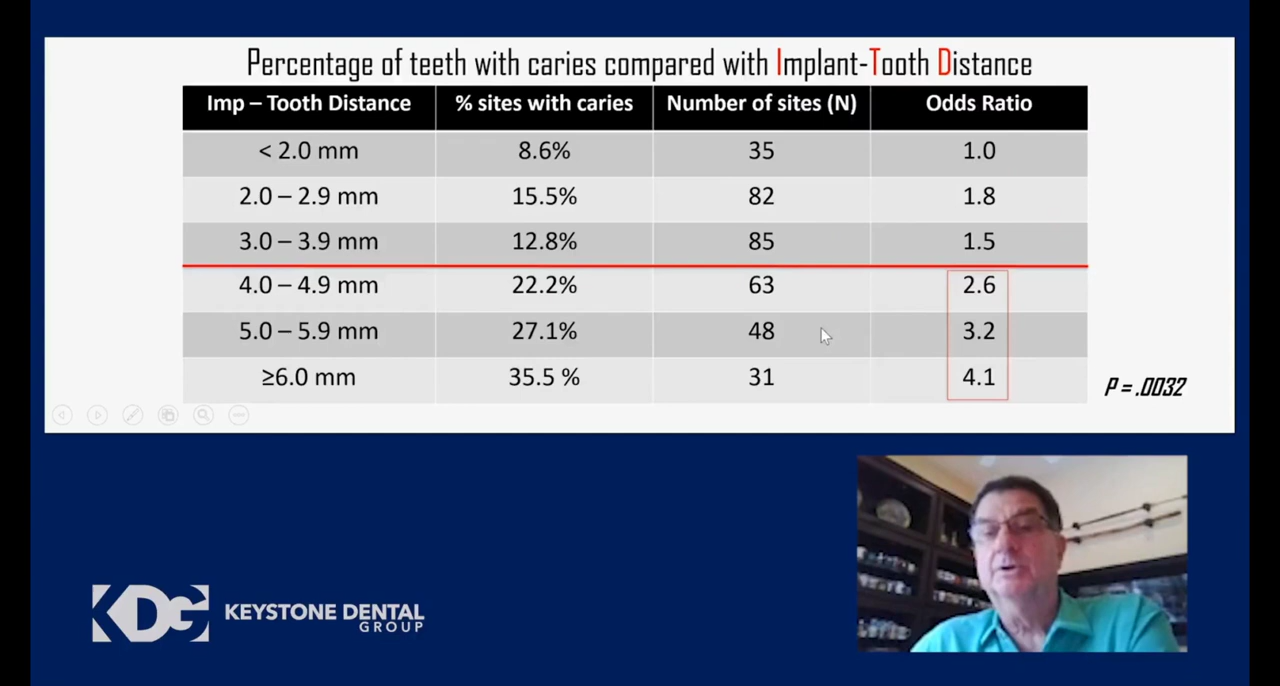 Percentage of teeth with caries compared with Implant-Tooth Distance
Imp – Tooth Distance % sites with caries Number of sites (N) Odds Ratio
< 2.0 mm 8.6% 35 1.0
2.0 – 2.9 mm 15.5% 82 1.8
3.0 – 3.9 mm 12.8% 85 1.5
4.0 – 4.9 mm 22.2% 63 2.6
5.0 – 5.9 mm 27.1% 48 3.2
≥6.0 mm 35.5 % 31 4.1
P = .0032
KDG KEYSTONE DENTAL
GROUP